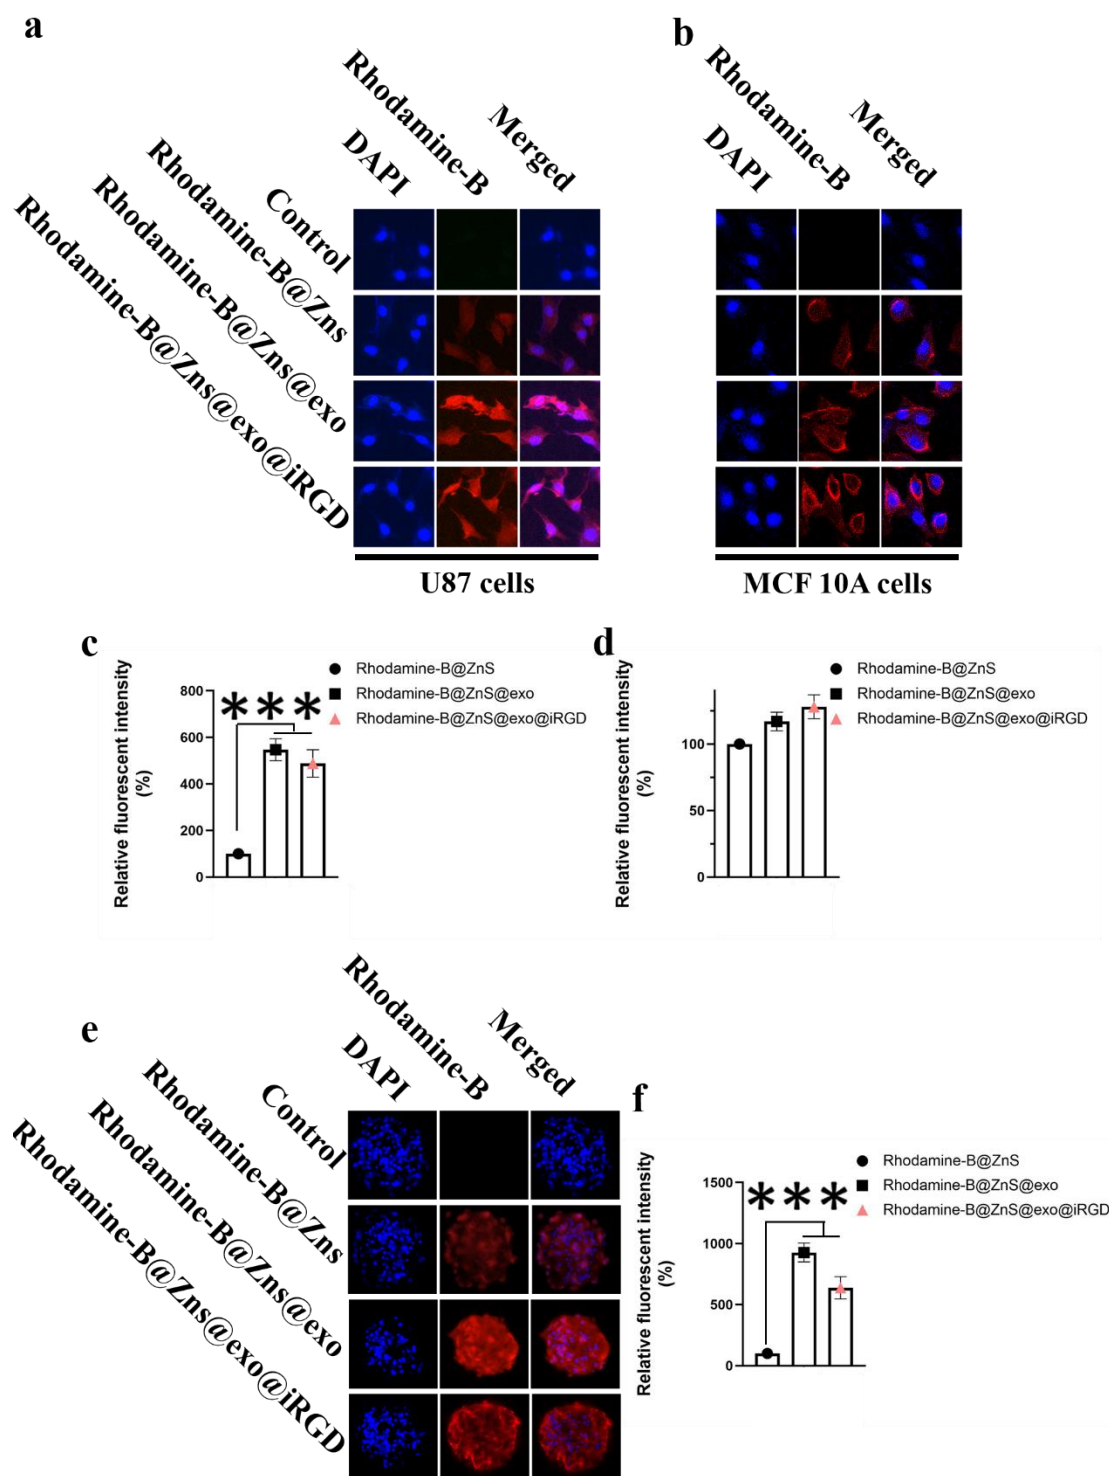 a
Rhodamine-B
Merged
DAPI
Control
Rhodamine-B@Zns
Rhodamine-B@Zns@exo
Rhodamine-B@Zns@exo@iRGD
U87 cells
b
Rhodamine-B
Merged
DAPI
MCF 10A cells
c
Relative fluorescent intensity
(%)
800
600
400
200
0
***
Rhodamine-B@ZnS
Rhodamine-B@ZnS@exo
Rhodamine-B@ZnS@exo@iRGD
d
Relative fluorescent intensity
(%)
100
50
0
Rhodamine-B@ZnS
Rhodamine-B@ZnS@exo
Rhodamine-B@ZnS@exo@iRGD
e
Rhodamine-B
Merged
DAPI
Control
Rhodamine-B@Zns
Rhodamine-B@Zns@exo
Rhodamine-B@Zns@exo@iRGD
f
Relative fluorescent intensity
(%)
1500
1000
500
0
***
Rhodamine-B@ZnS
Rhodamine-B@ZnS@exo
Rhodamine-B@ZnS@exo@iRGD